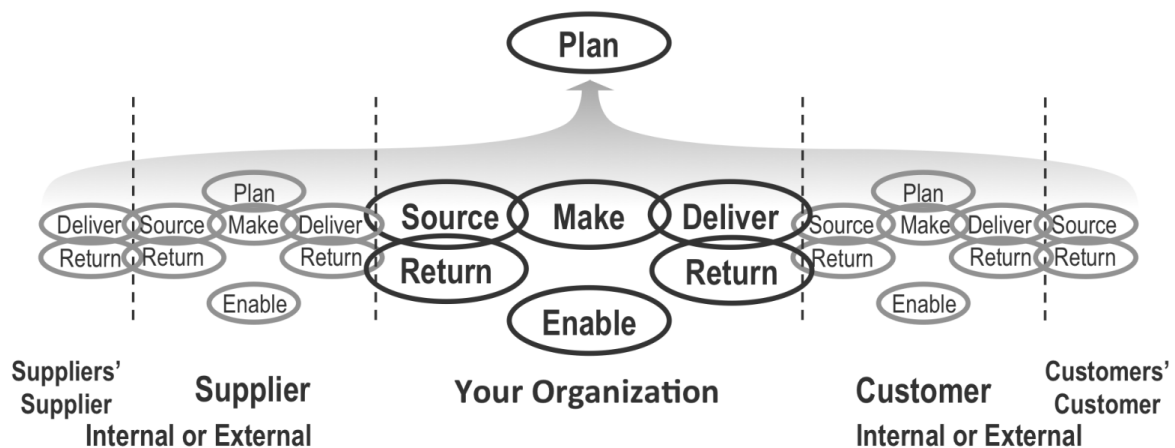 Plan
Plan
Plan
Deliver Source Make Deliver Source Make Deliver Source Make Deliver Source
Return Return Return Return Return Return Return Return
Enable Enable Enable
Suppliers' Supplier Your Organization Customer Customers'
Supplier Customer
Internal or External Internal or External